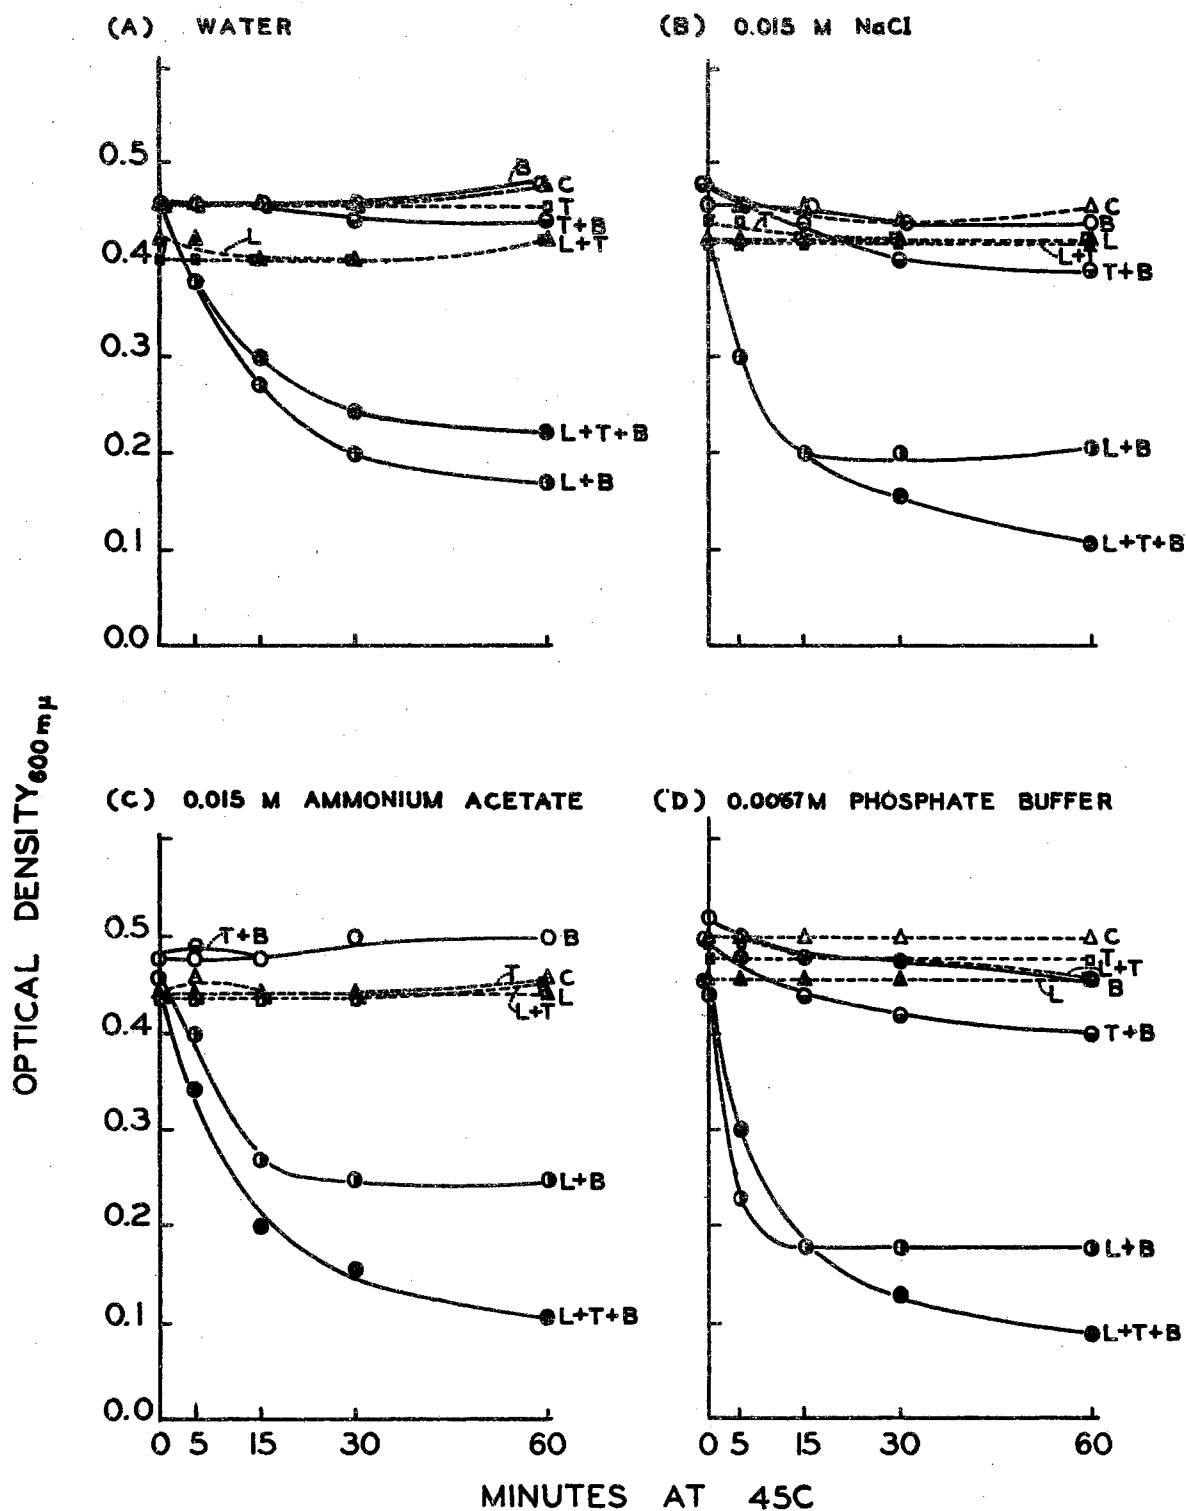 (A) WATER
(B) 0.015 M NaCl
0.5
0.4
0.3
0.2
0.1
0.0
B
C
T
T+B
L+T
L
L+T+B
L+B
T
C
B
L
L+T
T+B
L+B
L+T+B
OPTICAL DENSITY600mμ
(C) 0.015 M AMMONIUM ACETATE
(D) 0.0067M PHOSPHATE BUFFER
0.5
0.4
0.3
0.2
0.1
0.0
T+B
B
T
C
L
L+T
L+B
L+T+B
C
T
L+T
B
L
T+B
L+B
L+T+B
0 5 15 30 60
0 5 15 30 60
MINUTES AT 45C